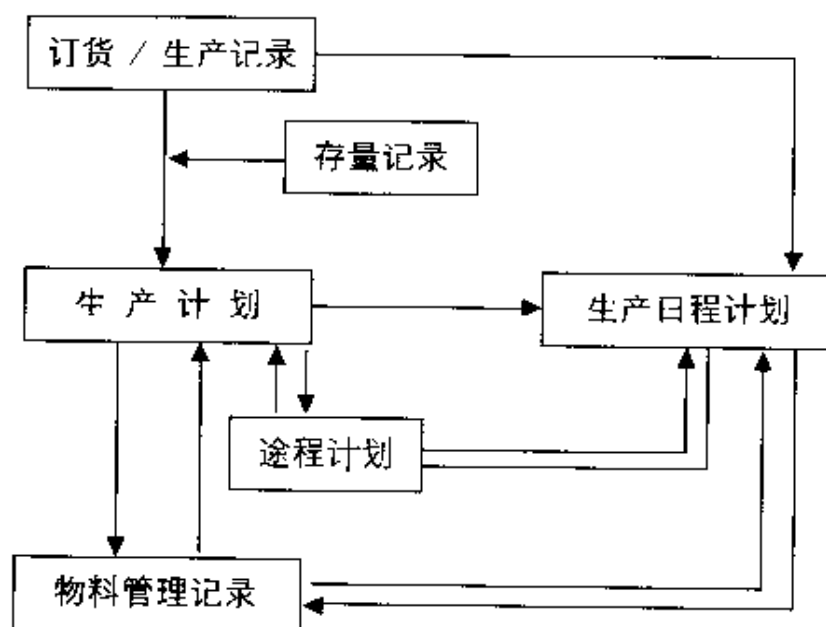 订货 / 生产记录
存量记录
生产计划
生产日程计划
途程计划
物料管理记录